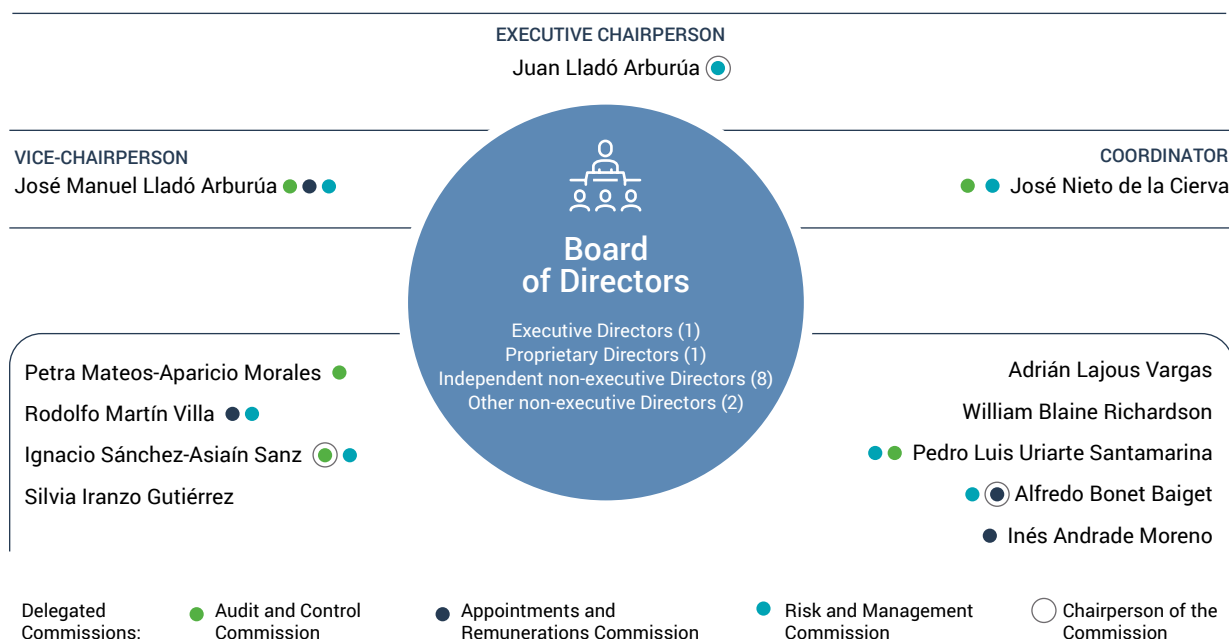 EXECUTIVE CHAIRPERSON
Juan Lladó Arburúa
VICE-CHAIRPERSON
José Manuel Lladó Arburúa
COORDINATOR
José Nieto de la Cierva
Board
of Directors
Executive Directors (1)
Proprietary Directors (1)
Independent non-executive Directors (8)
Other non-executive Directors (2)
Petra Mateos-Aparicio Morales
Rodolfo Martín Villa
Ignacio Sánchez-Asiaín Sanz
Silvia Iranzo Gutiérrez
Adrián Lajous Vargas
William Blaine Richardson
Pedro Luis Uriarte Santamarina
Alfredo Bonet Baiget
Inés Andrade Moreno
Delegated
Commissions:
Audit and Control
Commission
Appointments and
Remunerations Commission
Risk and Management
Commission
Chairperson of the
Commission